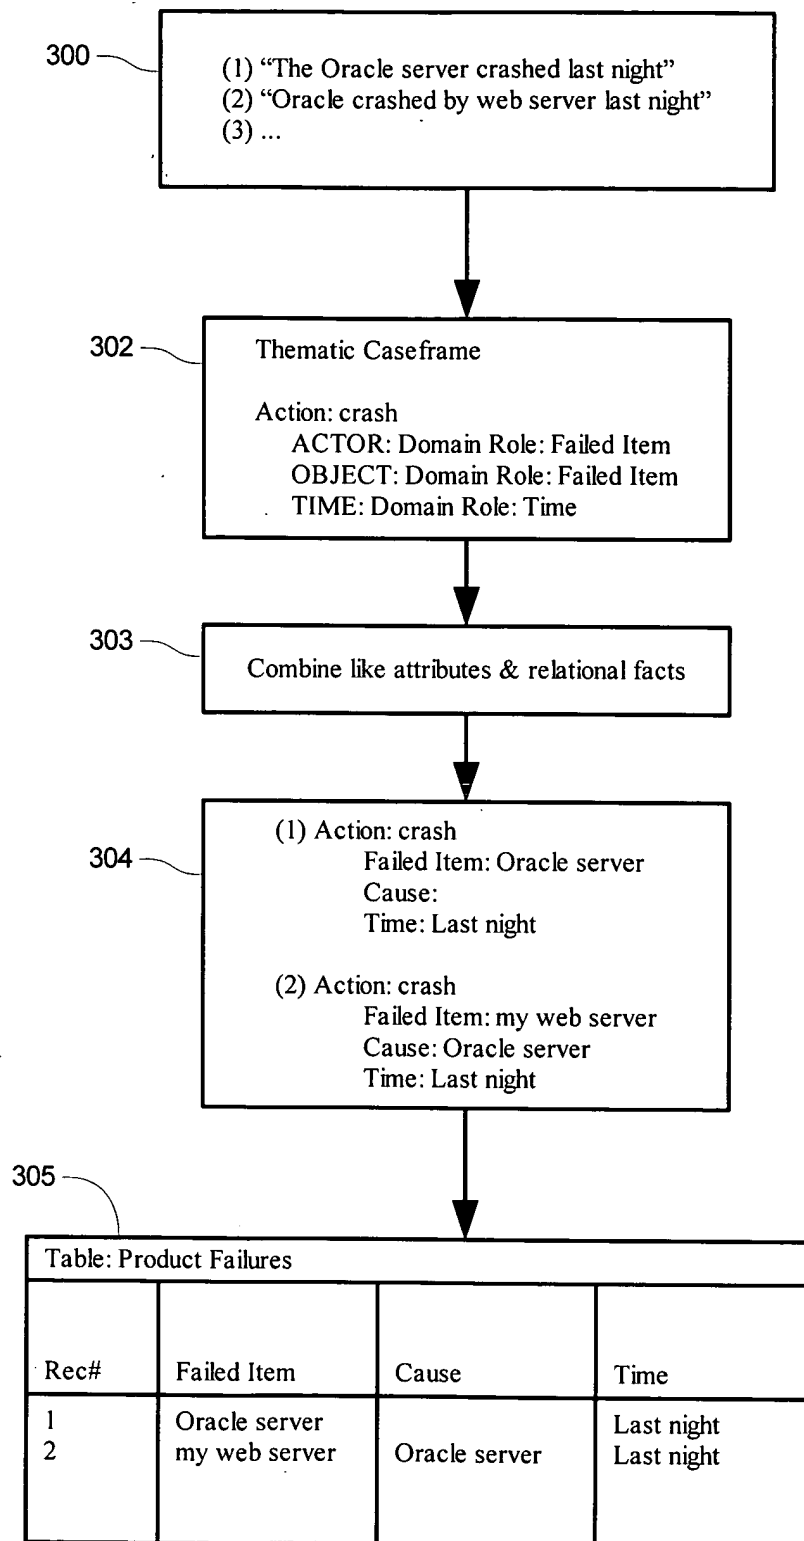 300
(1) “The Oracle server crashed last night”
(2) “Oracle crashed by web server last night”
(3) ...
302
Thematic Caseframe
Action: crash
ACTOR: Domain Role: Failed Item
OBJECT: Domain Role: Failed Item
TIME: Domain Role: Time
303
Combine like attributes & relational facts
304
(1) Action: crash
Failed Item: Oracle server
Cause:
Time: Last night
(2) Action: crash
Failed Item: my web server
Cause: Oracle server
Time: Last night
305
Table: Product Failures
Rec# Failed Item Cause Time
1 Oracle server Last night
2 my web server Oracle server Last night